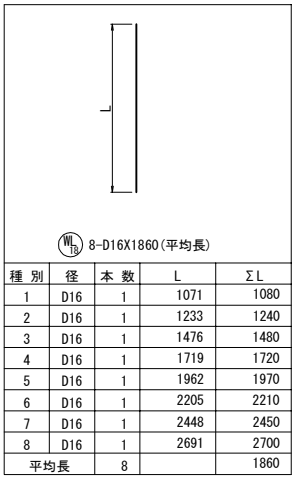 L
WL
18
8-D16X1860(平均長)
種 別 径 本 数 L ΣL
1 D16 1 1071 1080
2 D16 1 1233 1240
3 D16 1 1476 1480
4 D16 1 1719 1720
5 D16 1 1962 1970
6 D16 1 2205 2210
7 D16 1 2448 2450
8 D16 1 2691 2700
平均長 8 1860